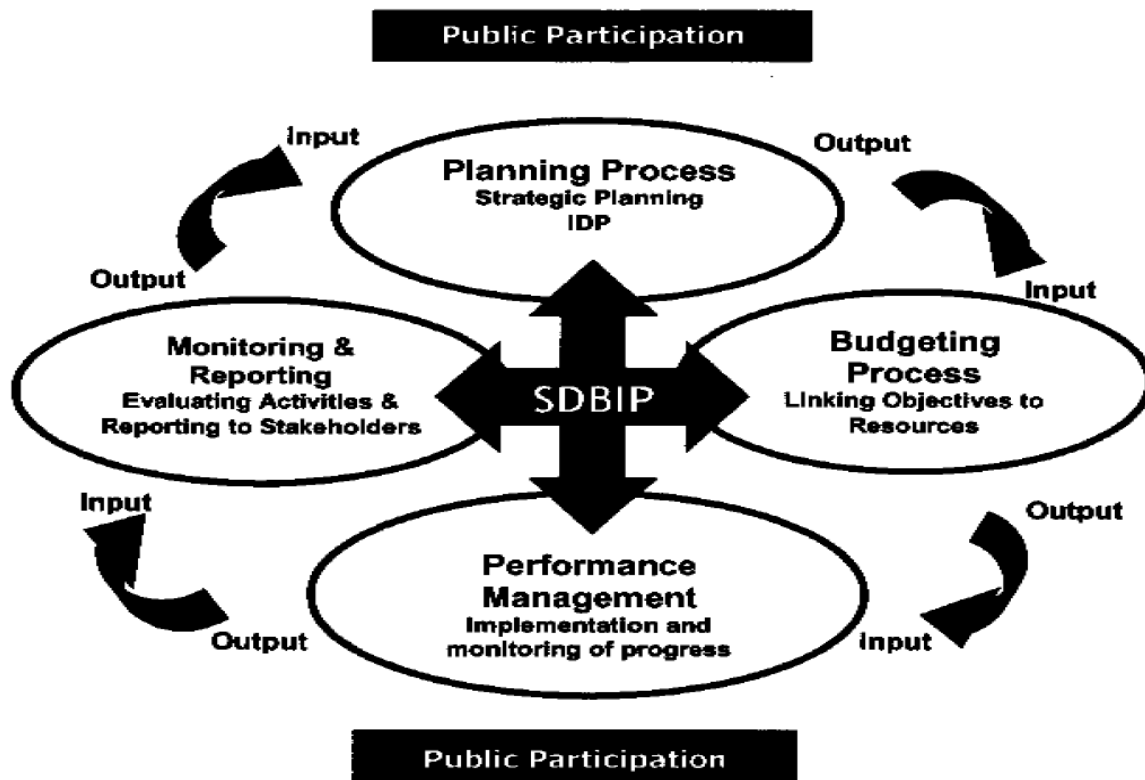 Public Participation
Input
Output
Planning Process
Strategic Planning
IDP
Output
Input
Monitoring &
Reporting
Evaluating Activities &
Reporting to Stakeholders
SDBIP
Budgeting
Process
Linking Objectives to
Resources
Input
Output
Performance
Management
Implementation and
monitoring of progress
Output
Input
Public Participation